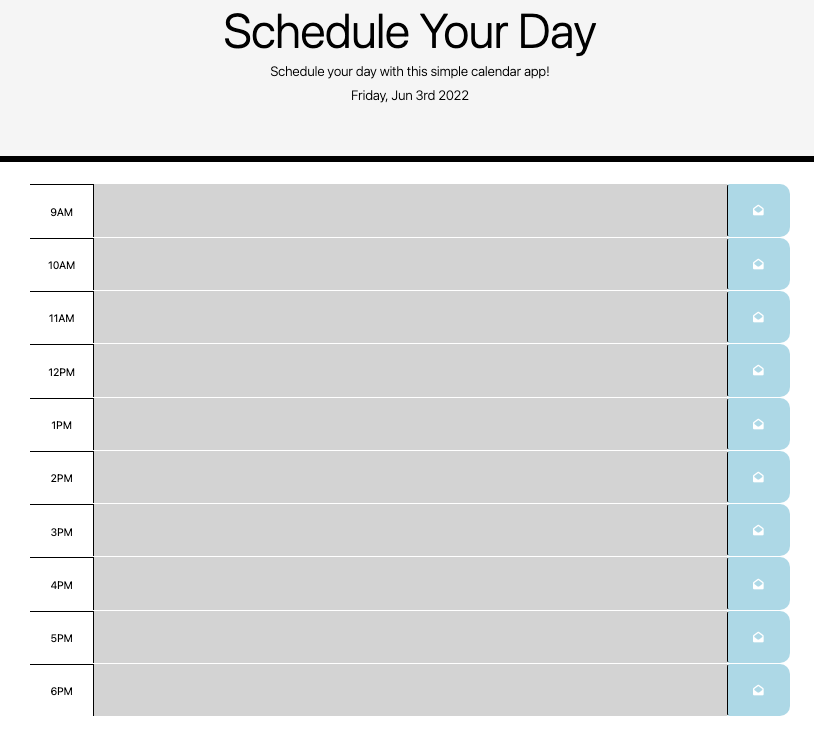 Schedule Your Day
Schedule your day with this simple calendar app!
Friday, Jun 3rd 2022
9AM
10AM
11AM
12PM
1PM
2PM
3PM
4PM
5PM
6PM